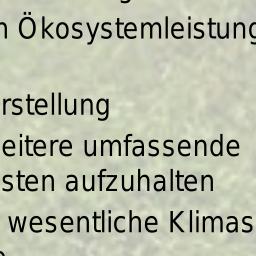 n Ökosystemleistung
rstellung
eitere umfassende
sten aufzuhalten
wesentliche Klimas